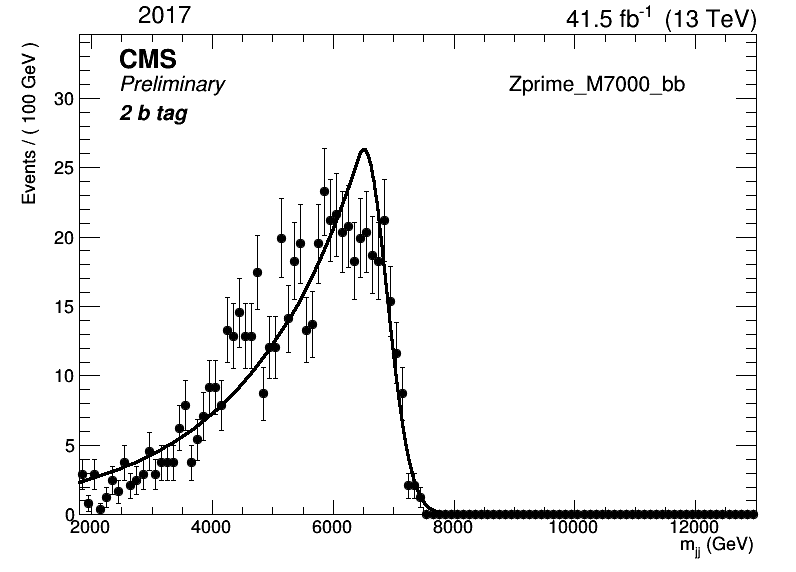 2017
41.5 fb-1 (13 TeV)
CMS
Preliminary
2 b tag
Zprime_M7000_bb
Events / ( 100 GeV )
30
25
20
15
10
5
0
2000 4000 6000 8000 10000 12000
mjj (GeV)